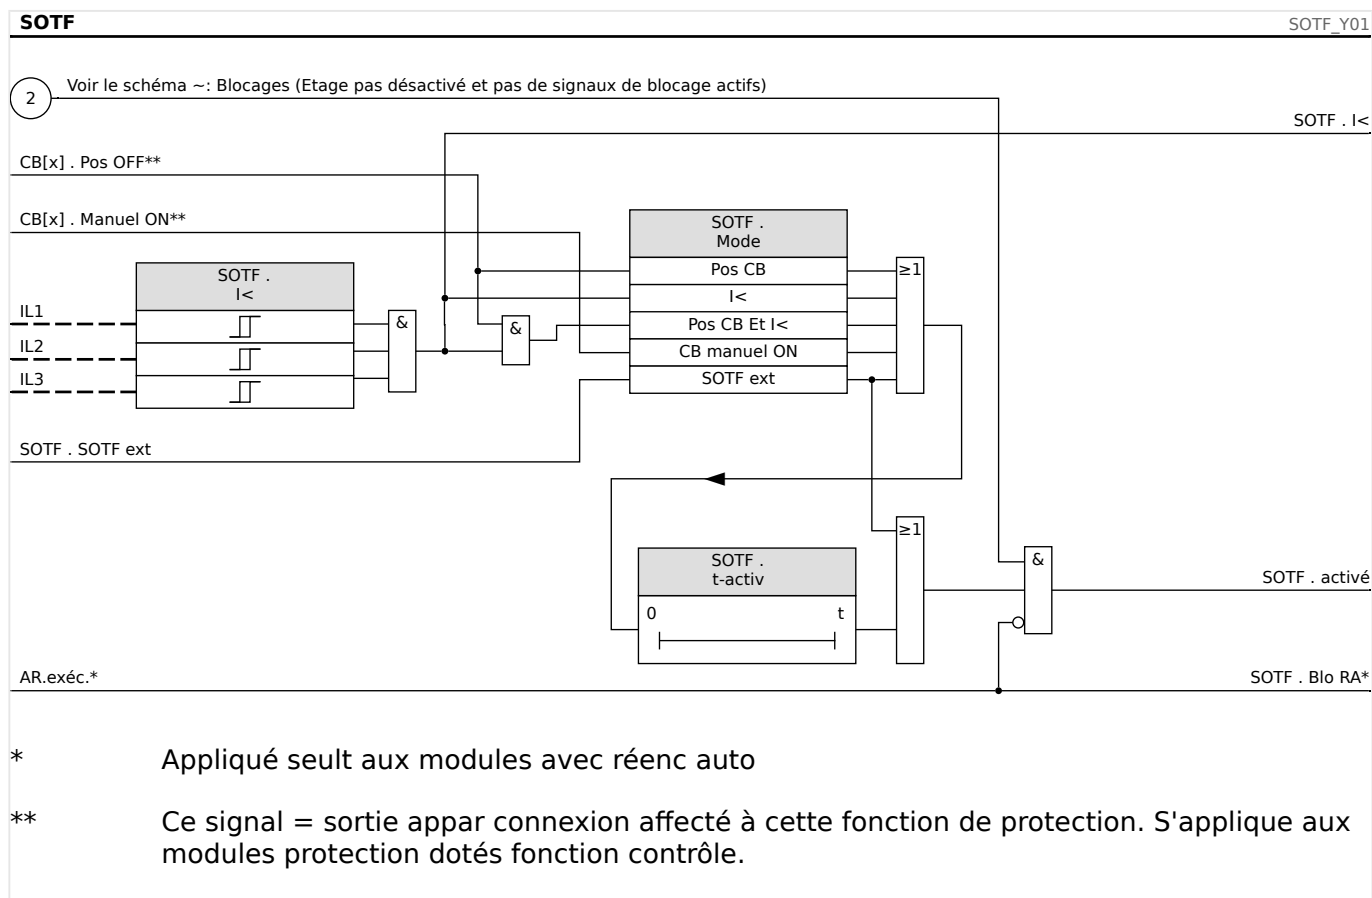 SOTF
SOTF_Y01
2
Voir le schéma ~: Blocages (Etage pas désactivé et pas de signaux de blocage actifs)
SOTF . I<
CB[x] . Pos OFF**
CB[x] . Manuel ON**
SOTF .
Mode
Pos CB
I<
Pos CB Et I<
CB manuel ON
SOTF ext
≥1
SOTF .
I<
IL1
IL2
IL3
&
&
SOTF . SOTF ext
≥1
SOTF .
t-activ
0
t
&
SOTF . activé
AR.exéc.*
SOTF . Blo RA*
* Appliqué seult aux modules avec réenc auto
** Ce signal = sortie appar connexion affecté à cette fonction de protection. S'applique aux
modules protection dotés fonction contrôle.